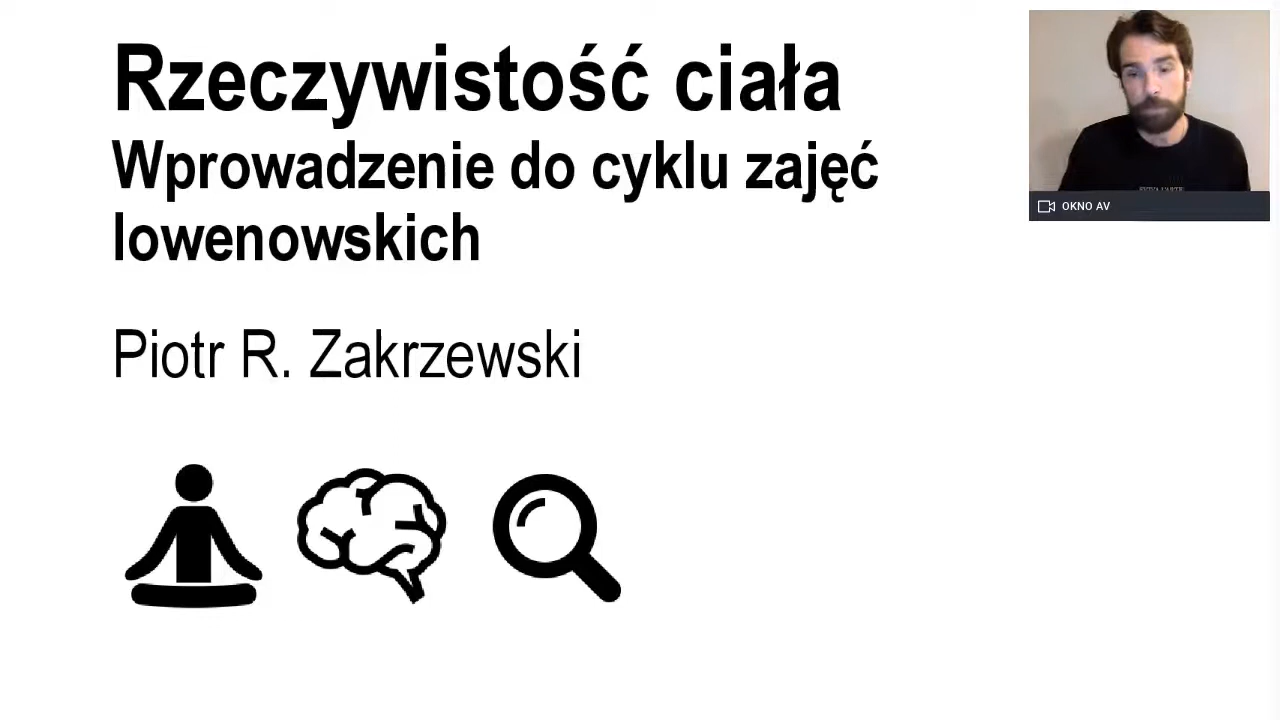 Rzeczywistość ciała
Wprowadzenie do cyklu zajęć
lowenowskich
Piotr R. Zakrzewski
OKNO AV